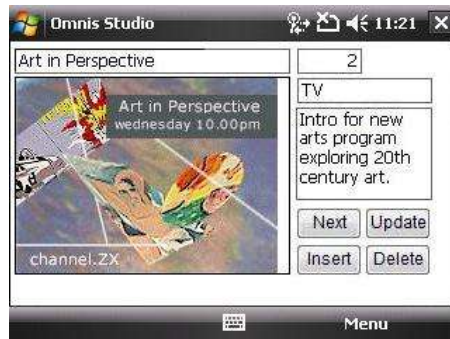 Omnis Studio 11:21
Art in Perspective 2
Art in Perspective
wednesday 10.00pm
channel.ZX
TV
Intro for new
arts program
exploring 20th
century art.
Next Update
Insert Delete
Menu